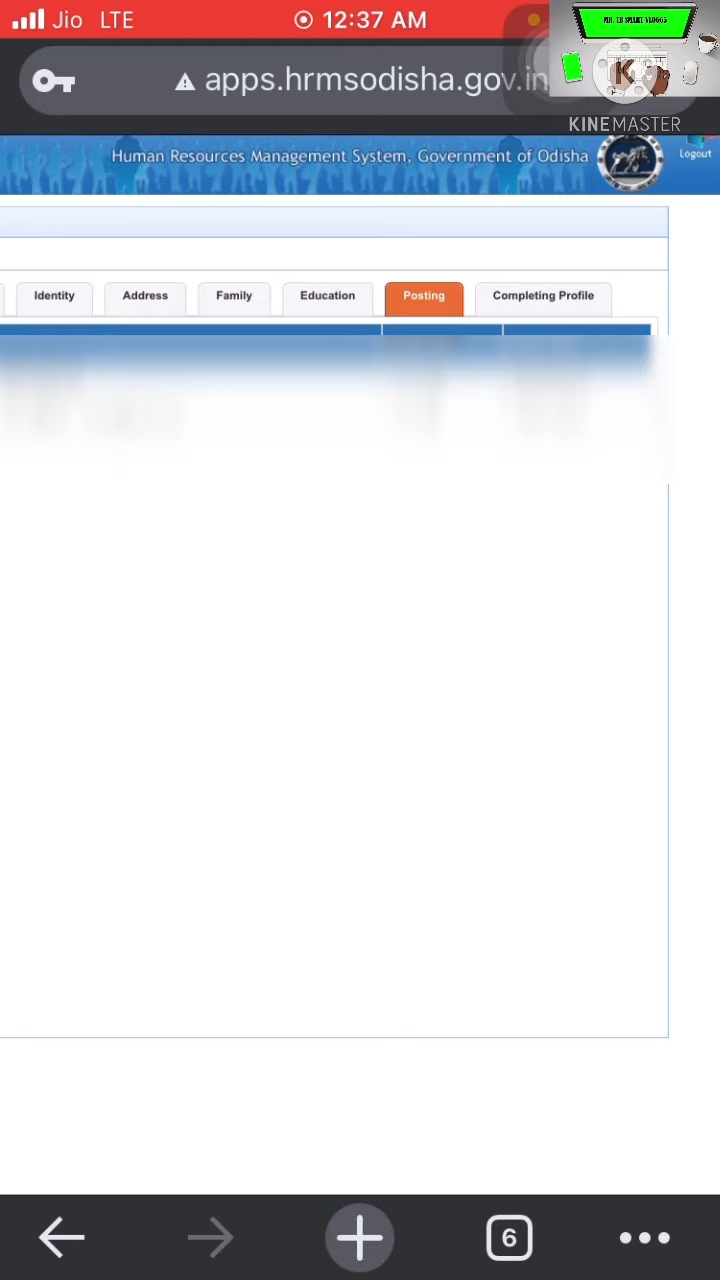 Jio LTE 12:37 AM
apps.hrmsodisha.gov.in
K
KINEMASTER
Human Resources Management System, Government of Odisha
Logout
Identity Address Family Education Posting Completing Profile
6